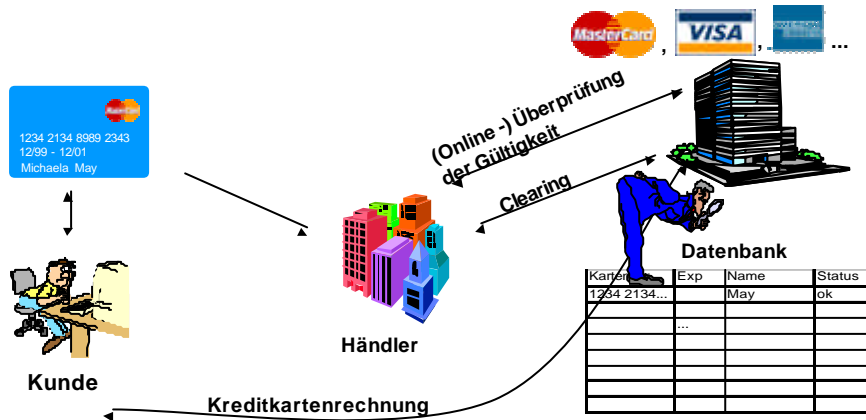 MasterCard , VISA , ...
MasterCard
1234 2134 8989 2343
12/99 - 12/01
Michaela May
(Online -) Überprüfung
der Gültigkeit
Clearing
Datenbank
Exp Name Status
1234 2134... May ok
...
Händler
Kunde
Kreditkartenrechnung